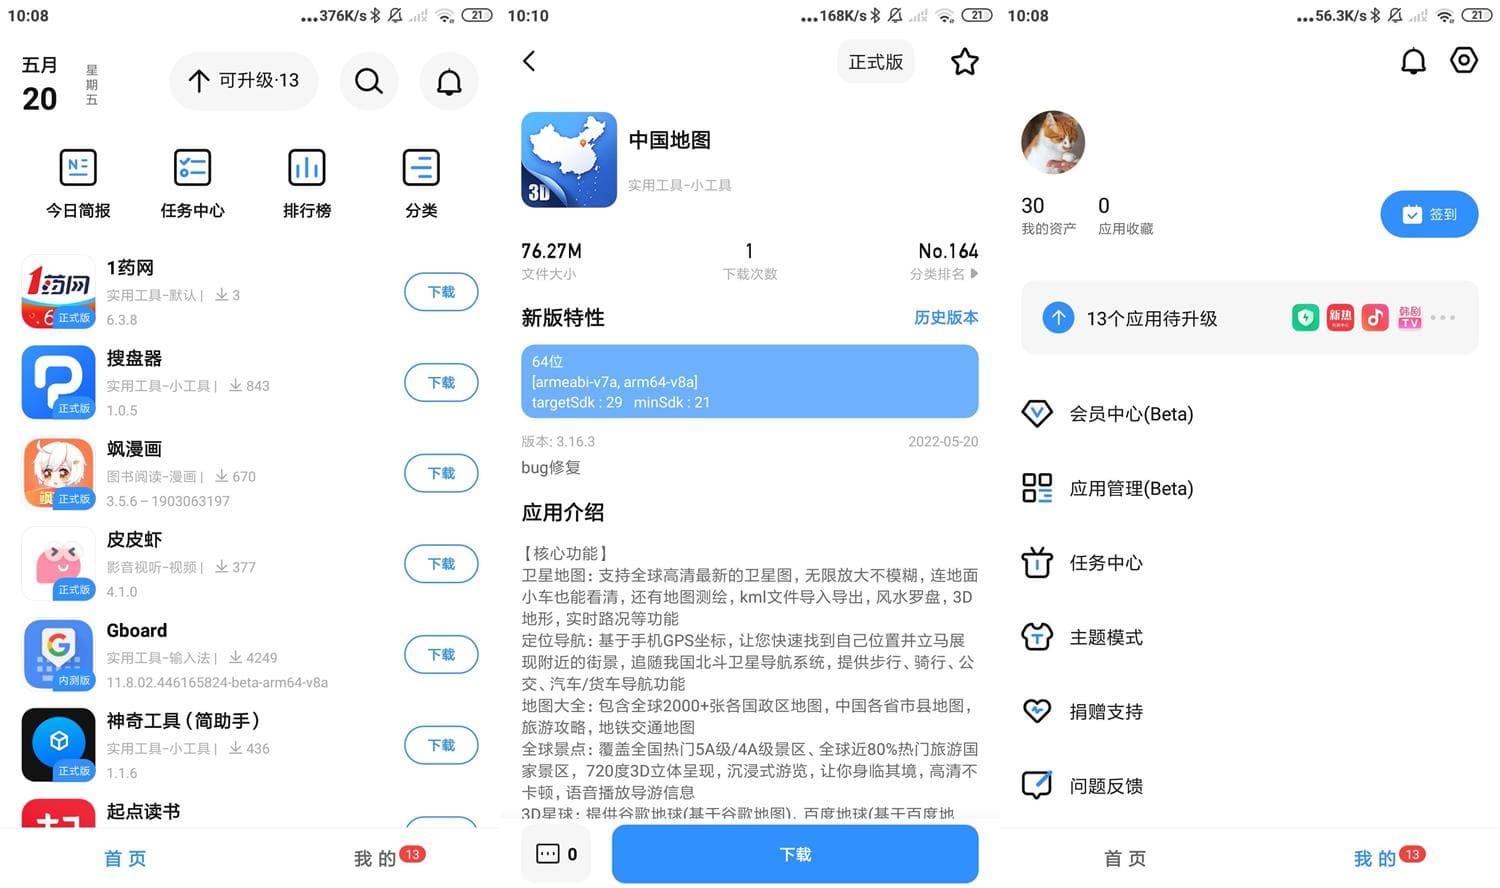 10:08
...376K/s
21
五月
20
星期五
可升级·13
今日简报
任务中心
排行榜
分类
1药网
正式版
1药网
实用工具-默认 | 3
6.3.8
下载
正式版
搜盘器
实用工具-小工具 | 843
1.0.5
下载
正式版
飒漫画
图书阅读-漫画 | 670
3.5.6 – 1903063197
下载
正式版
皮皮虾
影音视听-视频 | 377
4.1.0
下载
G
内测版
Gboard
实用工具-输入法 | 4249
11.8.02.446165824-beta-arm64-v8a
下载
正式版
神奇工具（简助手）
实用工具-小工具 | 436
1.1.6
下载
起点读书
首页
我的
13
10:10
...168K/s
21
正式版
3D
中国地图
实用工具-小工具
76.27M
文件大小
1
下载次数
No.164
分类排名
新版特性
历史版本
64位
[armeabi-v7a, arm64-v8a]
targetSdk : 29 minSdk : 21
版本: 3.16.3
2022-05-20
bug修复
应用介绍
【核心功能】
卫星地图：支持全球高清最新的卫星图，无限放大不模糊，连地面
小车也能看清，还有地图测绘，kml文件导入导出，风水罗盘，3D
地形，实时路况等功能
定位导航：基于手机GPS坐标，让您快速找到自己位置并立马展
现附近的街景，追随我国北斗卫星导航系统，提供步行、骑行、公
交、汽车/货车导航功能
地图大全：包含全球2000+张各国政区地图，中国各省市县地图，
旅游攻略，地铁交通地图
全球景点：覆盖全国热门5A级/4A级景区、全球近80%热门旅游国
家景区，720度3D立体呈现，沉浸式游览，让你身临其境，高清不
卡顿，语音播放导游信息
3D星球：提供谷歌地球(基于谷歌地图)，百度地球(基于百度地
0
下载
10:08
...56.3K/s
21
30
我的资产
0
应用收藏
签到
13个应用待升级
新热
韩剧
TV
会员中心(Beta)
应用管理(Beta)
任务中心
主题模式
捐赠支持
问题反馈
首页
我的
13